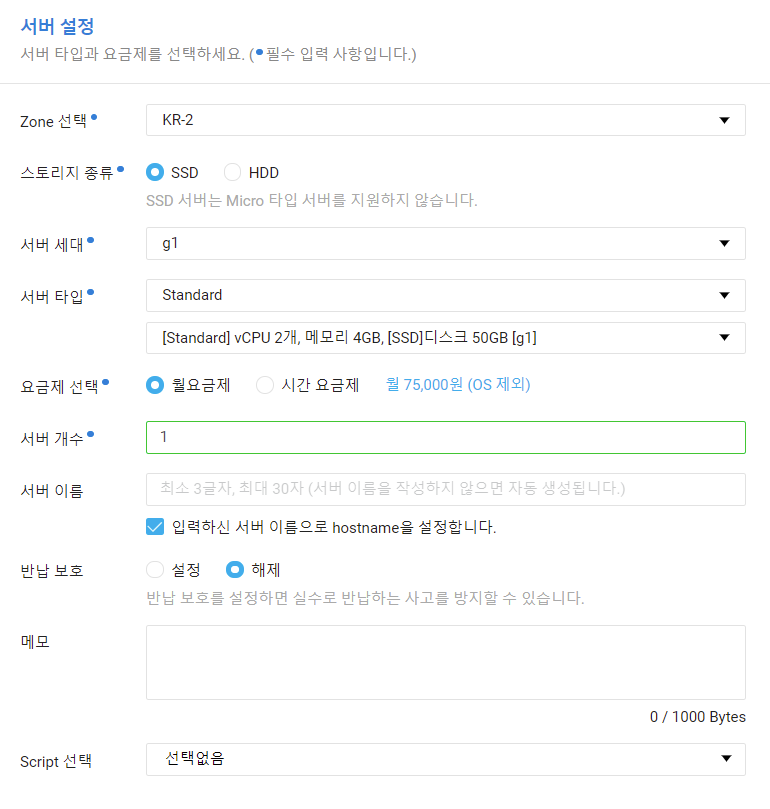 서버 설정
서버 타입과 요금제를 선택하세요. (•필수 입력 사항입니다.)
Zone 선택• KR-2
스토리지 종류• SSD HDD
SSD 서버는 Micro 타입 서버를 지원하지 않습니다.
서버 세대• g1
서버 타입• Standard
[Standard] vCPU 2개, 메모리 4GB, [SSD]디스크 50GB [g1]
요금제 선택• 월요금제 시간 요금제 월 75,000원 (OS 제외)
서버 개수• 1
서버 이름 최소 3글자, 최대 30자 (서버 이름을 작성하지 않으면 자동 생성됩니다.)
입력하신 서버 이름으로 hostname을 설정합니다.
반납 보호 설정 해제
반납 보호를 설정하면 실수로 반납하는 사고를 방지할 수 있습니다.
메모
0 / 1000 Bytes
Script 선택 선택없음